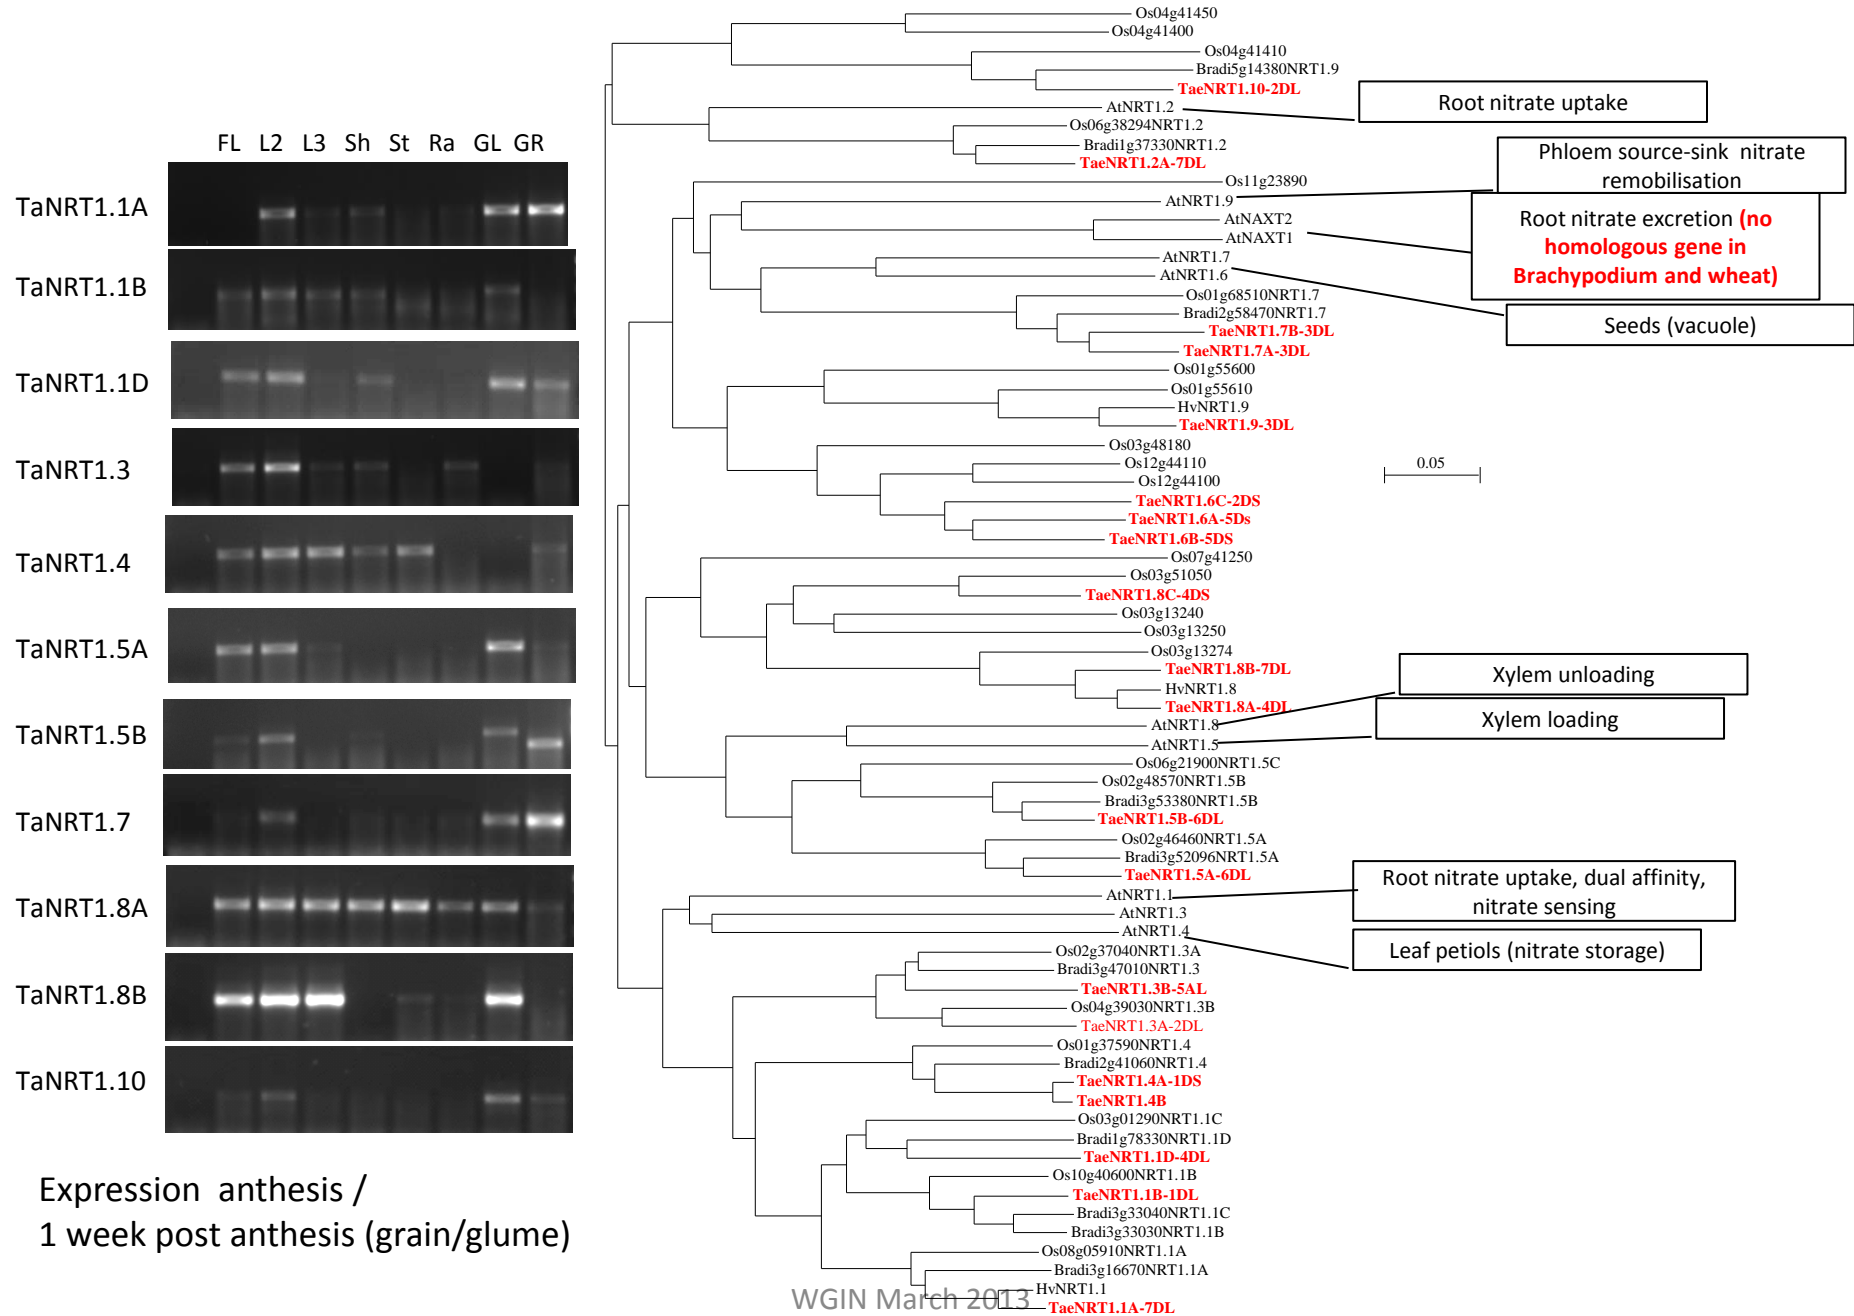 FL L2 L3 Sh St Ra GL GR
TaNRT1.1A
TaNRT1.1B
TaNRT1.1D
TaNRT1.3
TaNRT1.4
TaNRT1.5A
TaNRT1.5B
TaNRT1.7
TaNRT1.8A
TaNRT1.8B
TaNRT1.10
Expression anthesis /
1 week post anthesis (grain/glume)
Os04g41450
Os04g41400
Os04g41410
Bradi5g14380NRT1.9
TaeNRT1.10-2DL
AtNRT1.2
Os06g38294NRT1.2
Bradi1g37330NRT1.2
TaeNRT1.2A-7DL
Os11g23890
AtNRT1.9
AtNAXT2
AtNAXT1
AtNRT1.7
AtNRT1.6
Os01g68510NRT1.7
Bradi2g58470NRT1.7
TaeNRT1.7B-3DL
TaeNRT1.7A-3DL
Os01g55600
Os01g55610
HvNRT1.9
TaeNRT1.9-3DL
Os03g48180
Os12g44110
Os12g44100
TaeNRT1.6C-2DS
TaeNRT1.6A-5Ds
TaeNRT1.6B-5DS
Os07g41250
Os03g51050
TaeNRT1.8C-4DS
Os03g13240
Os03g13250
Os03g13274
TaeNRT1.8B-7DL
HvNRT1.8
TaeNRT1.8A-4DL
AtNRT1.8
AtNRT1.5
Os06g21900NRT1.5C
Os02g48570NRT1.5B
Bradi3g53380NRT1.5B
TaeNRT1.5B-6DL
Os02g46460NRT1.5A
Bradi3g52096NRT1.5A
TaeNRT1.5A-6DL
AtNRT1.1
AtNRT1.3
AtNRT1.4
Os02g37040NRT1.3A
Bradi3g47010NRT1.3
TaeNRT1.3B-5AL
Os04g39030NRT1.3B
TaeNRT1.3A-2DL
Os01g37590NRT1.4
Bradi2g41060NRT1.4
TaeNRT1.4A-1DS
TaeNRT1.4B
Os03g01290NRT1.1C
Bradi1g78330NRT1.1D
TaeNRT1.1D-4DL
Os10g40600NRT1.1B
TaeNRT1.1B-1DL
Bradi3g33040NRT1.1C
Bradi3g33030NRT1.1B
Os08g05910NRT1.1A
Bradi3g16670NRT1.1A
HvNRT1.1
TaeNRT1.1A-7DL
0.05
Root nitrate uptake
Phloem source-sink nitrate
remobilisation
Root nitrate excretion (no
homologous gene in
Brachypodium and wheat)
Seeds (vacuole)
Xylem unloading
Xylem loading
Root nitrate uptake, dual affinity,
nitrate sensing
Leaf petiols (nitrate storage)
WGIN March 2013